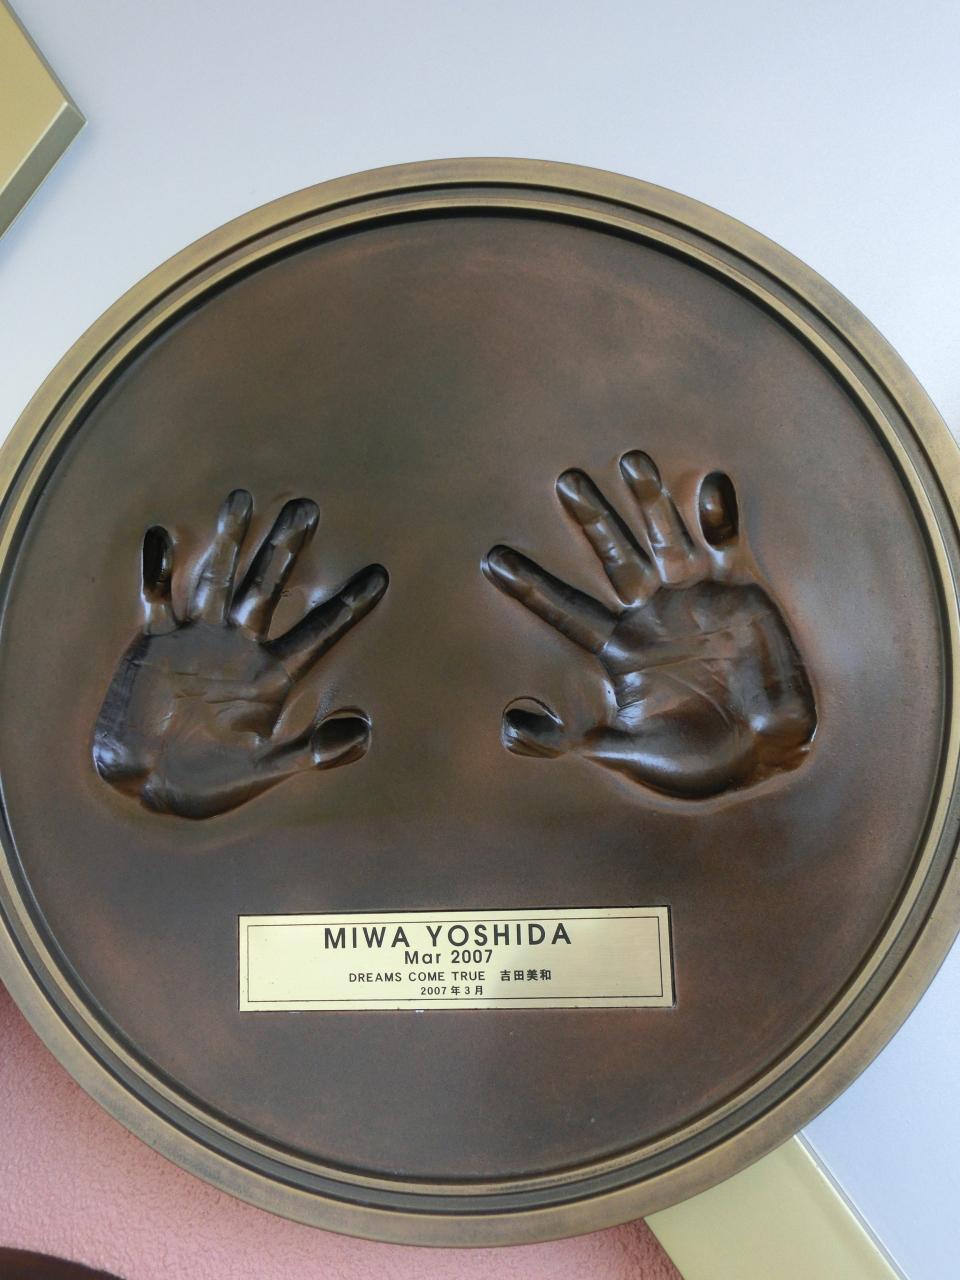 MIWA YOSHIDA
Mar 2007
DREAMS COME TRUE 吉田美和
2007年3月